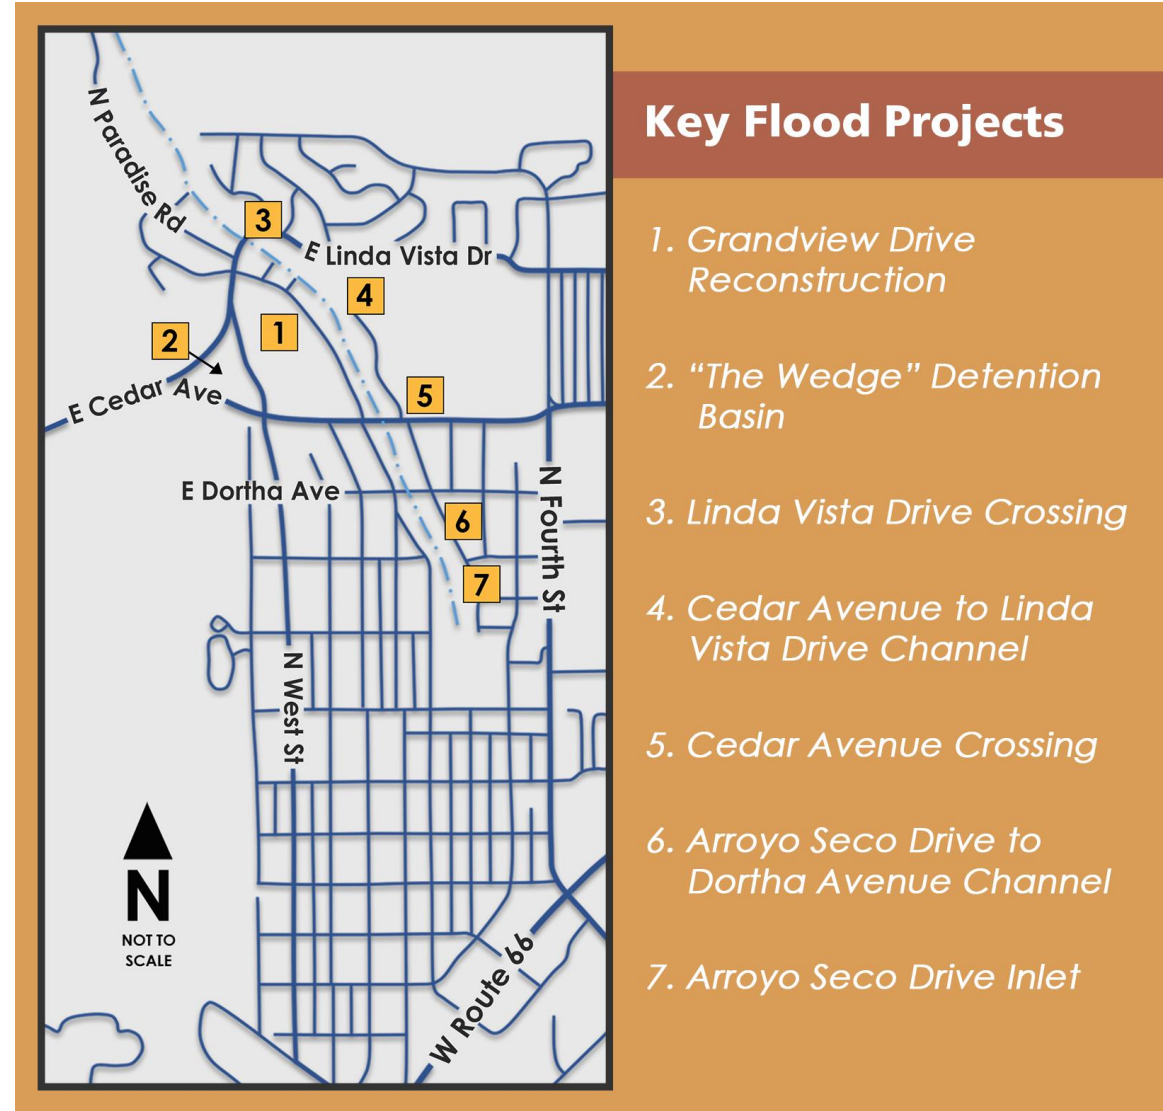 N Paradise Rd
3
E Linda Vista Dr
4
1
2
E Cedar Ave
5
E Dortha Ave
6
N Fourth St
7
N West St
N
NOT TO
SCALE
W Route 66
Key Flood Projects
1. Grandview Drive
Reconstruction
2. “The Wedge” Detention
Basin
3. Linda Vista Drive Crossing
4. Cedar Avenue to Linda
Vista Drive Channel
5. Cedar Avenue Crossing
6. Arroyo Seco Drive to
Dortha Avenue Channel
7. Arroyo Seco Drive Inlet